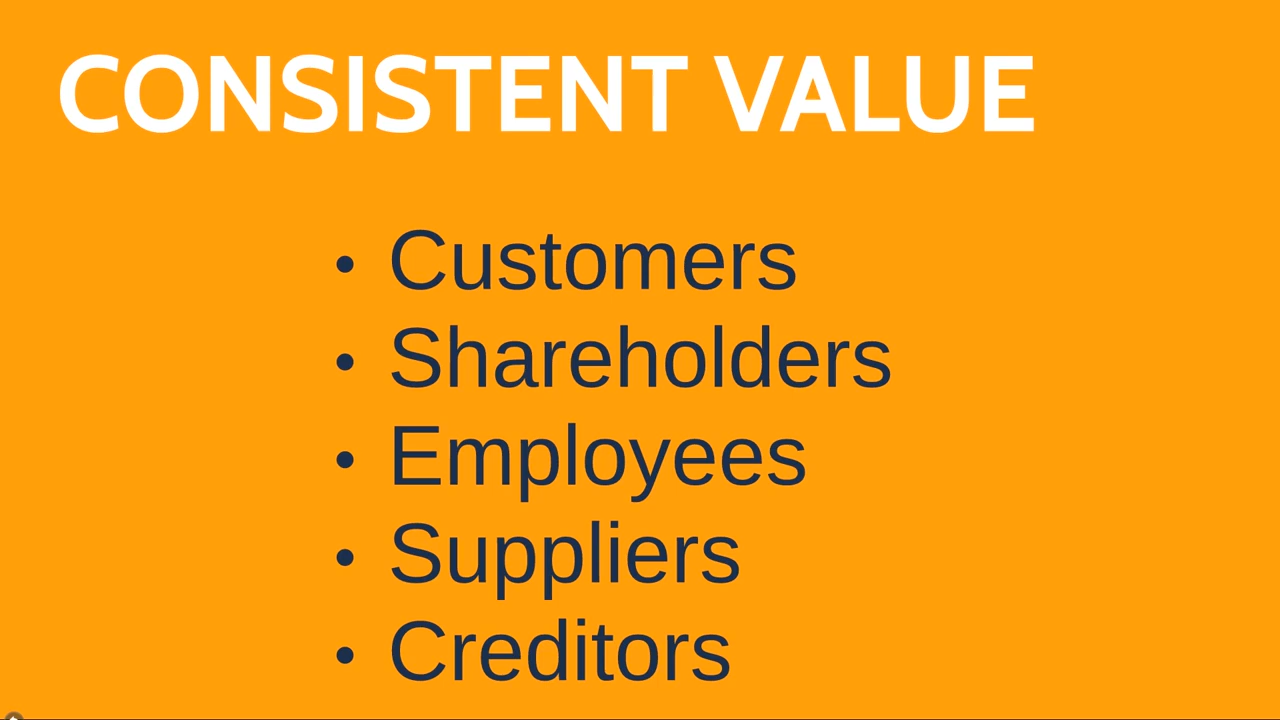 CONSISTENT VALUE
• Customers
• Shareholders
• Employees
• Suppliers
• Creditors